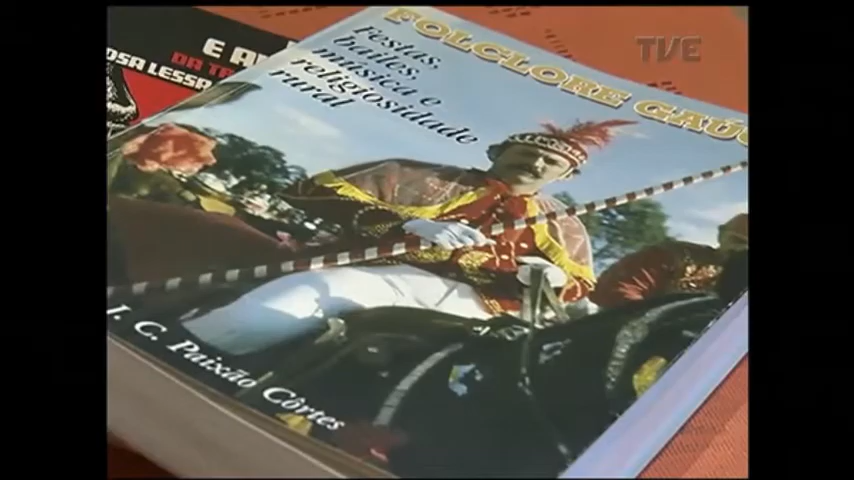 TVE
FOLCLORE GAÚ
festas,
bailes,
música e
religiosidade
rural
J. C. Paixão Côrtes
E A
DA TR
OSA LESSA